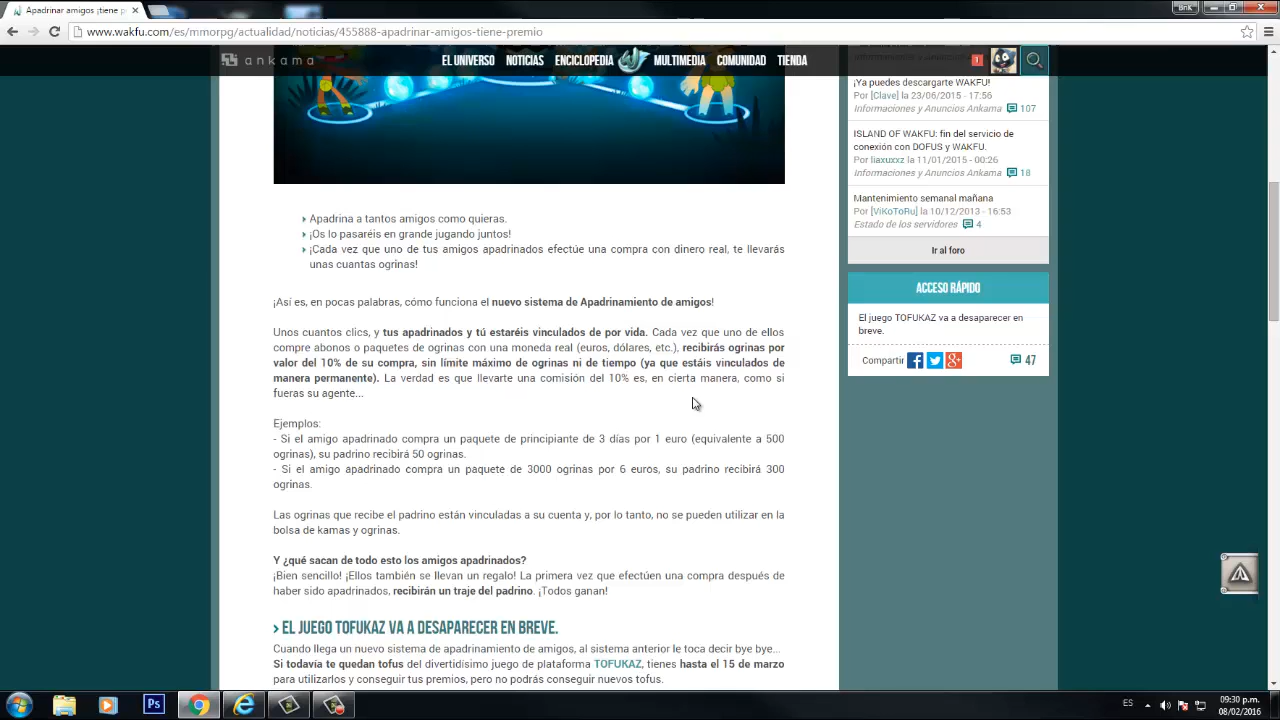 Apadrinar amigos ¡tiene p
BriK
www.wakfu.com/es/mmorpg/actualidad/noticias/455888-apadrinar-amigos-tiene-premio
ankama
EL UNIVERSO
NOTICIAS
ENCICLOPEDIA
MULTIMEDIA
COMUNIDAD
TIENDA
1
Apadrina a tantos amigos como quieras.
¡Os lo pasaréis en grande jugando juntos!
¡Cada vez que uno de tus amigos apadrinados efectúe una compra con dinero real, te llevarás
unas cuantas ogrinas!
¡Así es, en pocas palabras, cómo funciona el nuevo sistema de Apadrinamiento de amigos!
Unos cuantos clics, y tus apadrinados y tú estaréis vinculados de por vida. Cada vez que uno de ellos
compre abonos o paquetes de ogrinas con una moneda real (euros, dólares, etc.), recibirás ogrinas por
valor del 10% de su compra, sin límite máximo de ogrinas ni de tiempo (ya que estáis vinculados de
manera permanente). La verdad es que llevarte una comisión del 10% es, en cierta manera, como si
fueras su agente...
Ejemplos:
- Si el amigo apadrinado compra un paquete de principiante de 3 días por 1 euro (equivalente a 500
ogrinas), su padrino recibirá 50 ogrinas.
- Si el amigo apadrinado compra un paquete de 3000 ogrinas por 6 euros, su padrino recibirá 300
ogrinas.
Las ogrinas que recibe el padrino están vinculadas a su cuenta y, por lo tanto, no se pueden utilizar en la
bolsa de kamas y ogrinas.
Y ¿qué sacan de todo esto los amigos apadrinados?
¡Bien sencillo! ¡Ellos también se llevan un regalo! La primera vez que efectúen una compra después de
haber sido apadrinados, recibirán un traje del padrino. ¡Todos ganan!
EL JUEGO TOFUKAZ VA A DESAPARECER EN BREVE.
Cuando llega un nuevo sistema de apadrinamiento de amigos, al sistema anterior le toca decir bye bye...
Si todavía te quedan tofus del divertidísimo juego de plataforma TOFUKAZ, tienes hasta el 15 de marzo
para utilizarlos y conseguir tus premios, pero no podrás conseguir nuevos tofus.
Informaciones y Anuncios Ankama
¡Ya puedes descargarte WAKFU!
Por [Clave] la 23/06/2015 - 17:56
Informaciones y Anuncios Ankama 107
ISLAND OF WAKFU: fin del servicio de
conexión con DOFUS y WAKFU.
Por liaxuxxz la 11/01/2015 - 00:26
Informaciones y Anuncios Ankama 18
Mantenimiento semanal mañana
Por [ViKoToRu] la 10/12/2013 - 16:53
Estado de los servidores 4
Ir al foro
ACCESO RÁPIDO
El juego TOFUKAZ va a desaparecer en
breve.
Compartir 47
Ps
ES
09:30 p.m.
08/02/2016